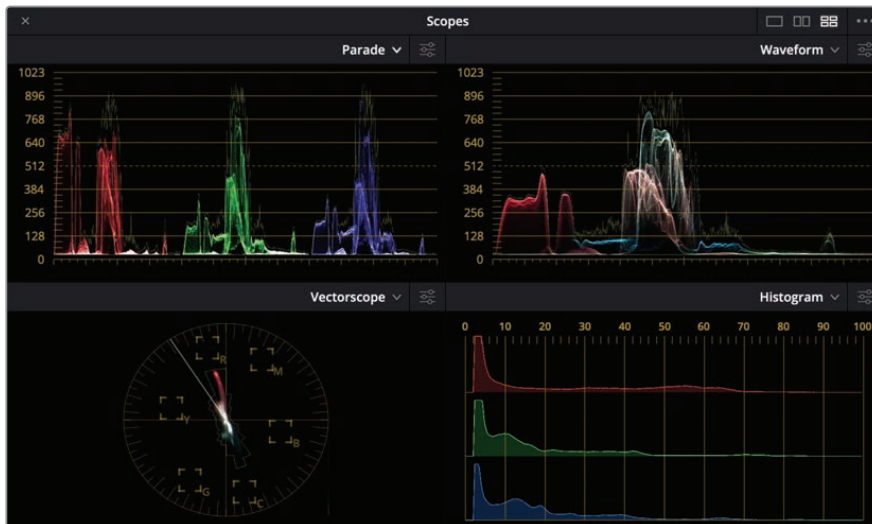 × Scopes •••
Parade Waveform
1023 1023
896 896
768 768
640 640
512 512
384 384
256 256
128 128
0 0
Vectorscope Histogram
0 10 20 30 40 50 60 70 80 90 100
R
M
Y
B
G
C